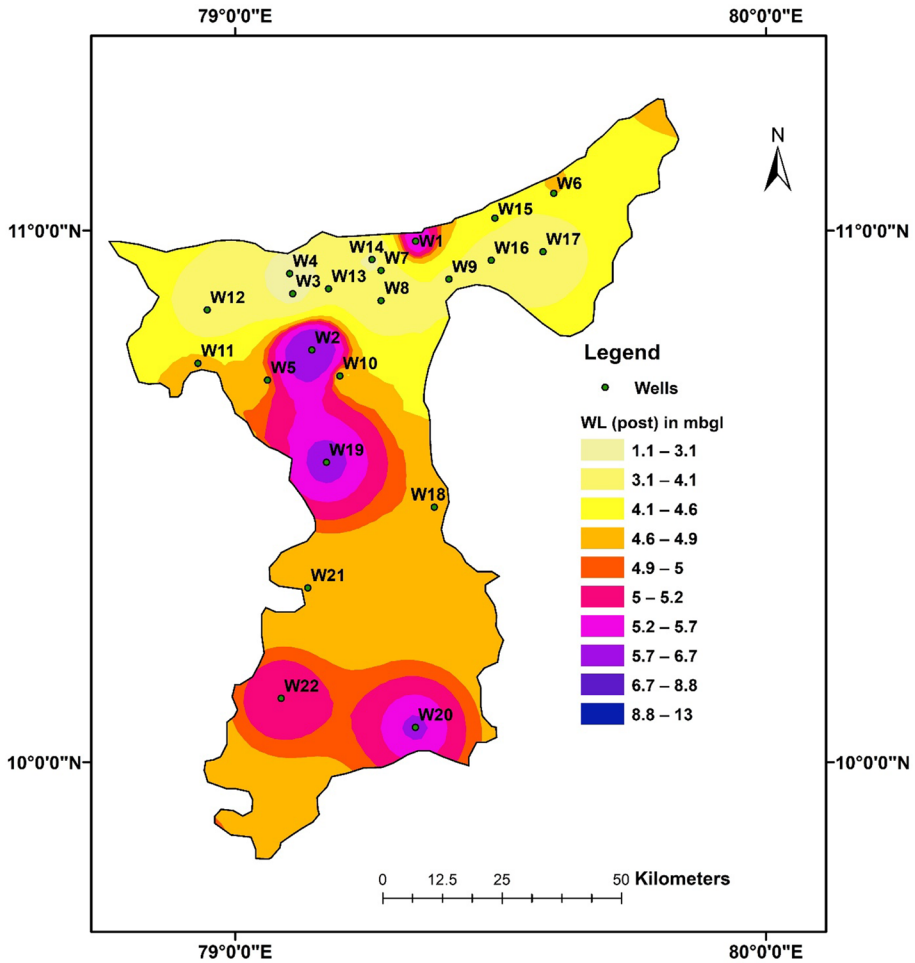 79°0'0"E 80°0'0"E
N
W6
W15
11°0'0"N W1 W17 11°0'0"N
W14 W16
W4 W7 W9
W3 W13
W12 W8
W2
W11 W10
W5
Legend
Wells
WL (post) in mbgl
1.1 – 3.1
3.1 – 4.1
4.1 – 4.6
4.6 – 4.9
4.9 – 5
5 – 5.2
5.2 – 5.7
5.7 – 6.7
6.7 – 8.8
8.8 – 13
W19
W18
W21
W22
W20
10°0'0"N 10°0'0"N
0 12.5 25 50 Kilometers
79°0'0"E 80°0'0"E